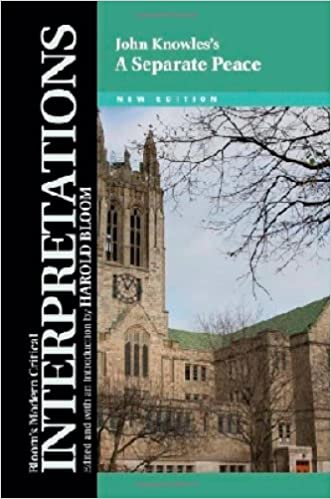 John Knowles's
A Separate Peace
NEW EDITION
Bloom's Modern Critical
INTERPRETATIONS
Edited and with an Introduction by HAROLD BLOOM